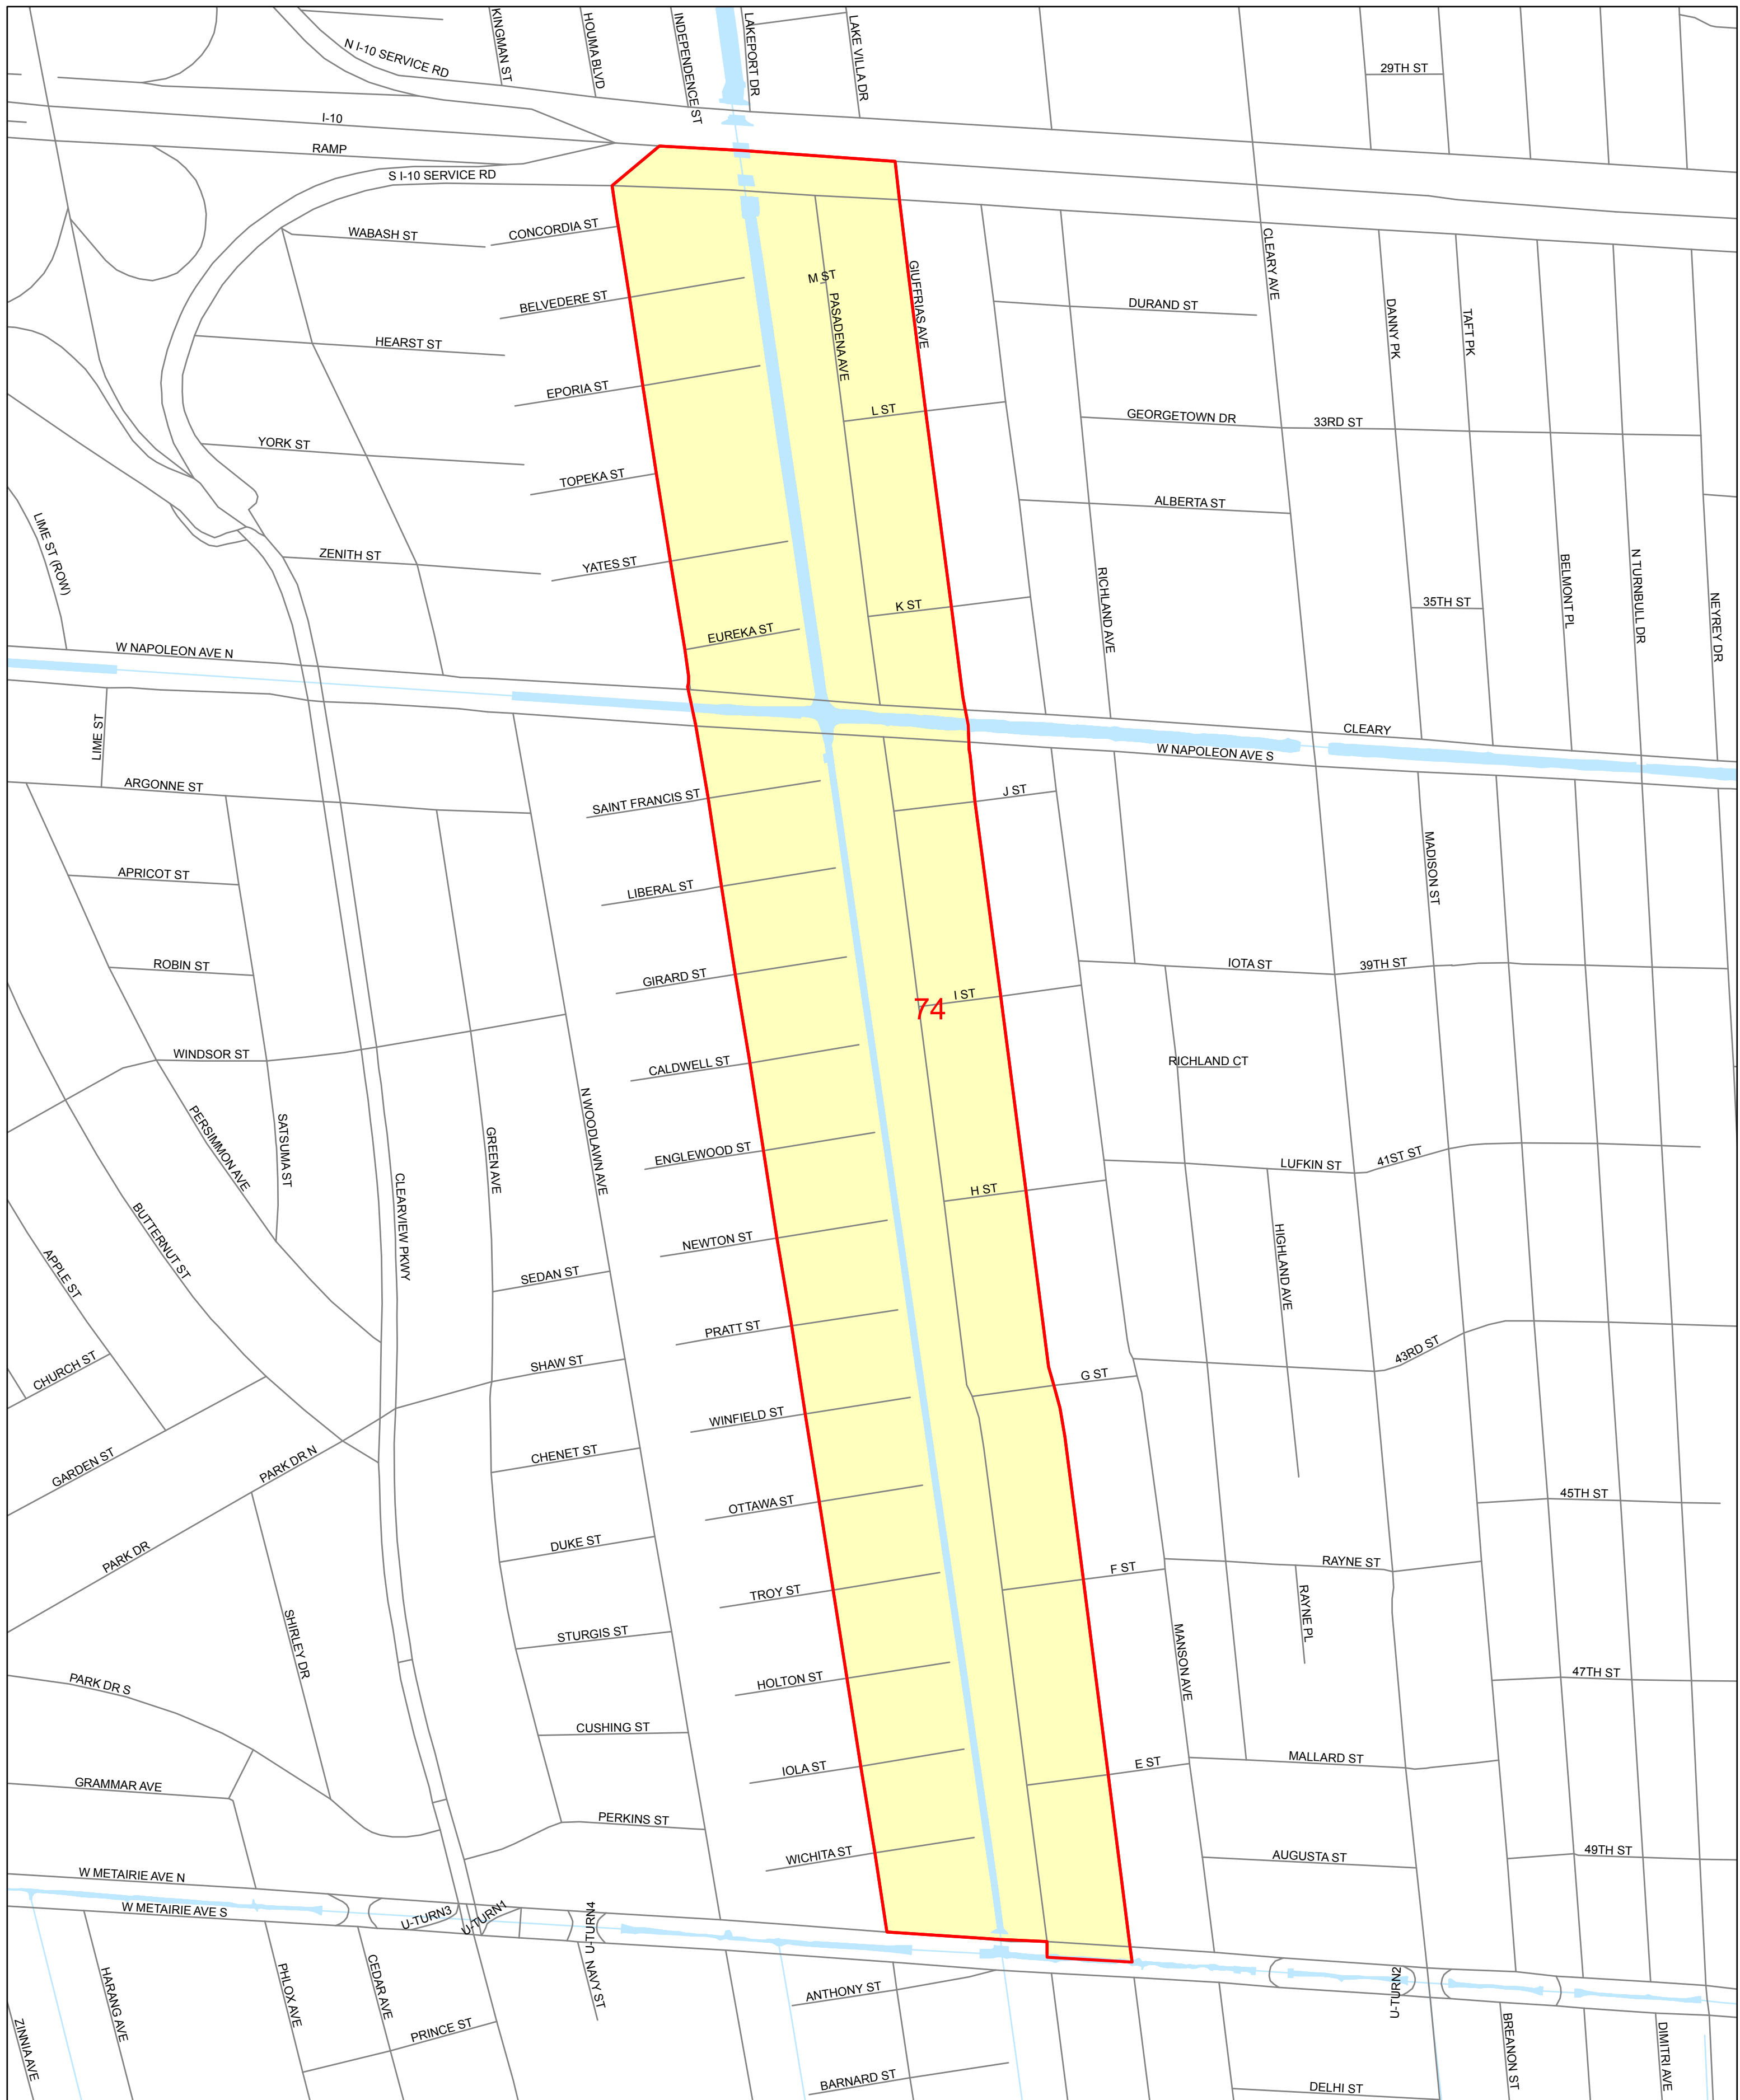 KINGMAN ST
HOUMA BLVD
INDEPENDENCE ST
LAKEPORT DR
LAKE VILLA DR
N I-10 SERVICE RD
29TH ST
I-10
RAMP
S I-10 SERVICE RD
WABASH ST
CONCORDIA ST
CLEARY AVE
GIUFFRIAS AVE
M ST
BELVEDERE ST
PASADENA AVE
DURAND ST
DANNY PK
TAFT PK
HEARST ST
EPORIA ST
L ST
GEORGETOWN DR
33RD ST
YORK ST
TOPEKA ST
ALBERTA ST
LIME ST (ROW)
ZENITH ST
YATES ST
RICHLAND AVE
BELMONT PL
N TURNBULL DR
NEYREY DR
K ST
35TH ST
EUREKA ST
W NAPOLEON AVE N
CLEARY
W NAPOLEON AVE S
LIME ST
ARGONNE ST
SAINT FRANCIS ST
J ST
MADISON ST
APRICOT ST
LIBERAL ST
ROBIN ST
GIRARD ST
IOTA ST
39TH ST
I ST
74
WINDSOR ST
CALDWELL ST
RICHLAND CT
PERSIMMON AVE
SATSUMA ST
GREEN AVE
N WOODLAWN AVE
ENGLEWOOD ST
LUFKIN ST
41ST ST
CLEARVIEW PKWY
H ST
BUTTERNUT ST
APPLE ST
NEWTON ST
HIGHLAND AVE
SEDAN ST
PRATT ST
CHURCH ST
SHAW ST
43RD ST
G ST
WINFIELD ST
GARDEN ST
PARK DR N
CHENET ST
OTTAWA ST
45TH ST
PARK DR
DUKE ST
RAYNE ST
F ST
TROY ST
RAYNE PL
SHIRLEY DR
STURGIS ST
MANSON AVE
PARK DR S
HOLTON ST
47TH ST
CUSHING ST
IOLA ST
E ST
MALLARD ST
GRAMMAR AVE
PERKINS ST
WICHITA ST
AUGUSTA ST
49TH ST
W METAIRIE AVE N
W METAIRIE AVE S
U-TURN3
U-TURN1
U-TURN4
U-TURN2
HARANG AVE
PHLOX AVE
CEDAR AVE
NAVY ST
ANTHONY ST
ZINNIA AVE
PRINCE ST
BREANON ST
DIMITRI AVE
BARNARD ST
DELHI ST